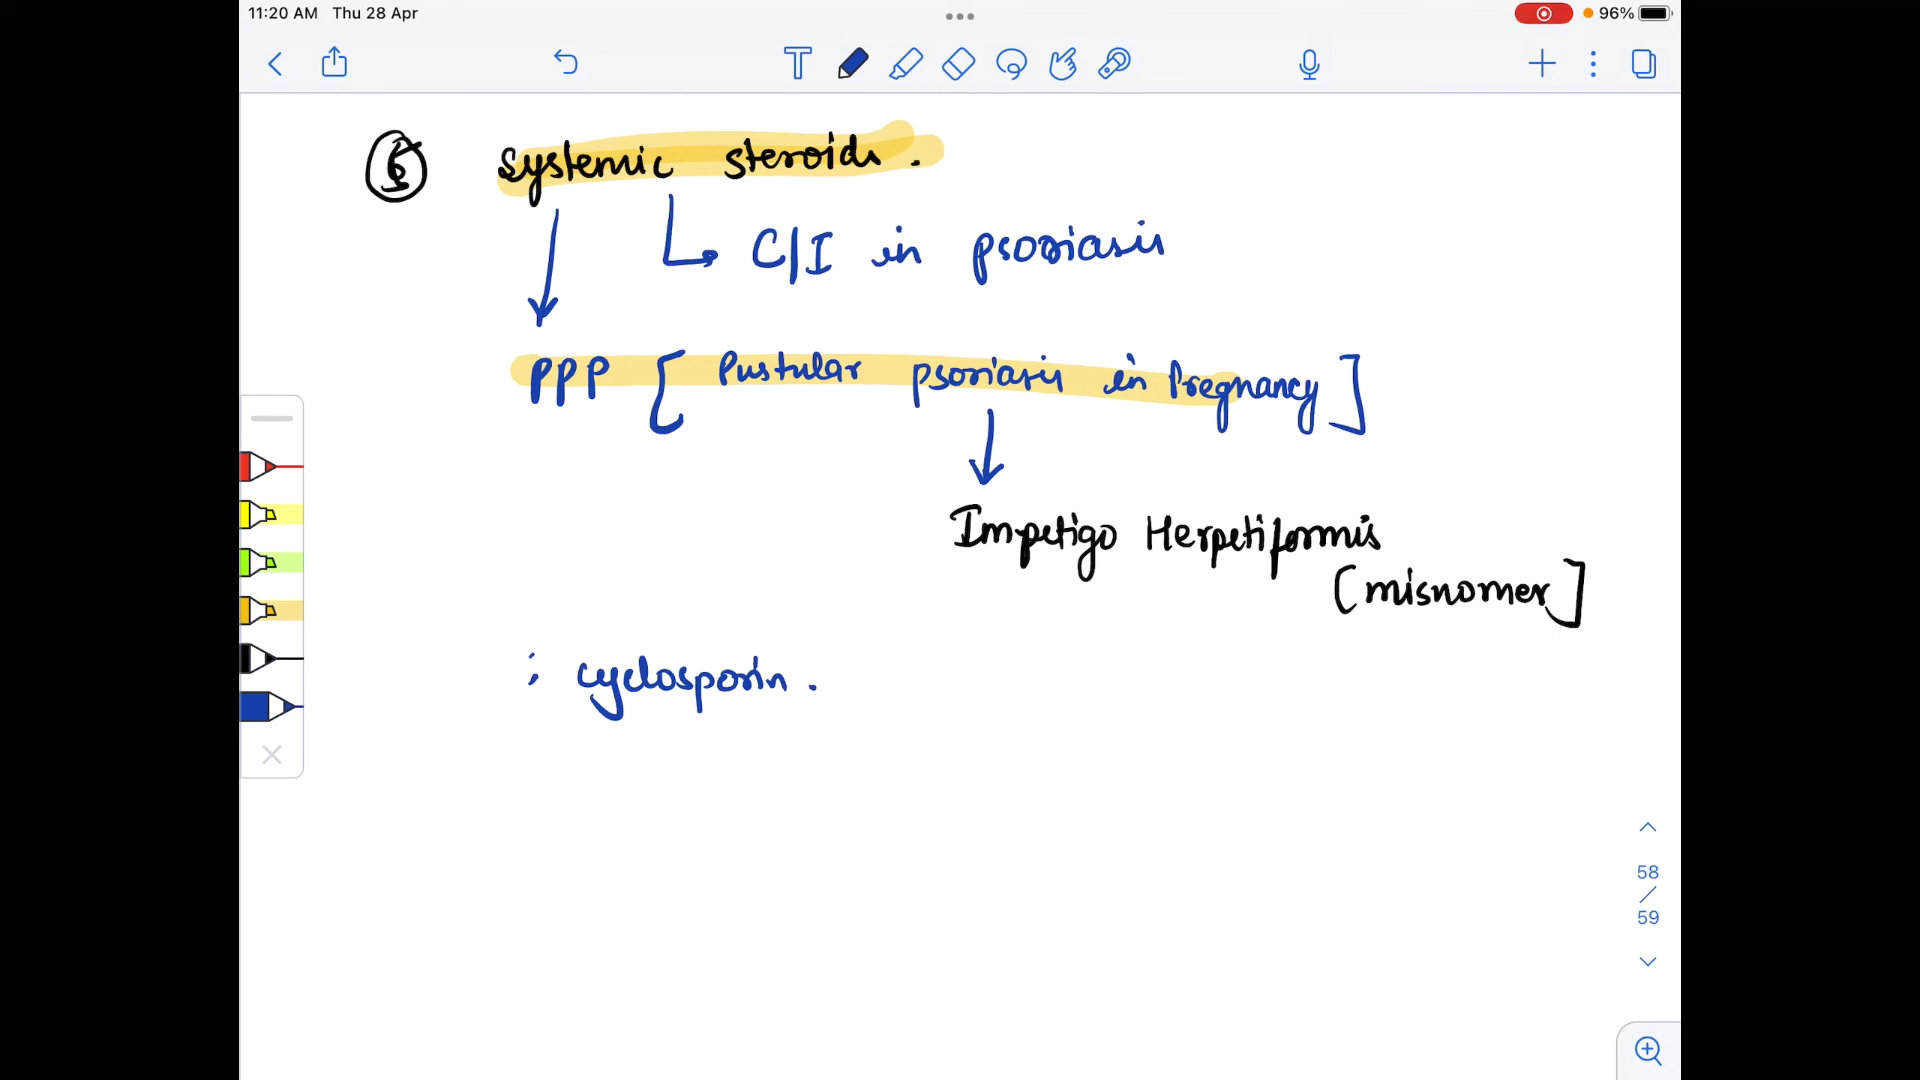 11:20 AM Thu 28 Apr
96%
T
systemic steroids.
C/I in psoriasis
PPP [Pustular psoriasis in Pregnancy]
Impetigo Herpetiformis
[misnomer]
: cyclosporin.
58
/
59